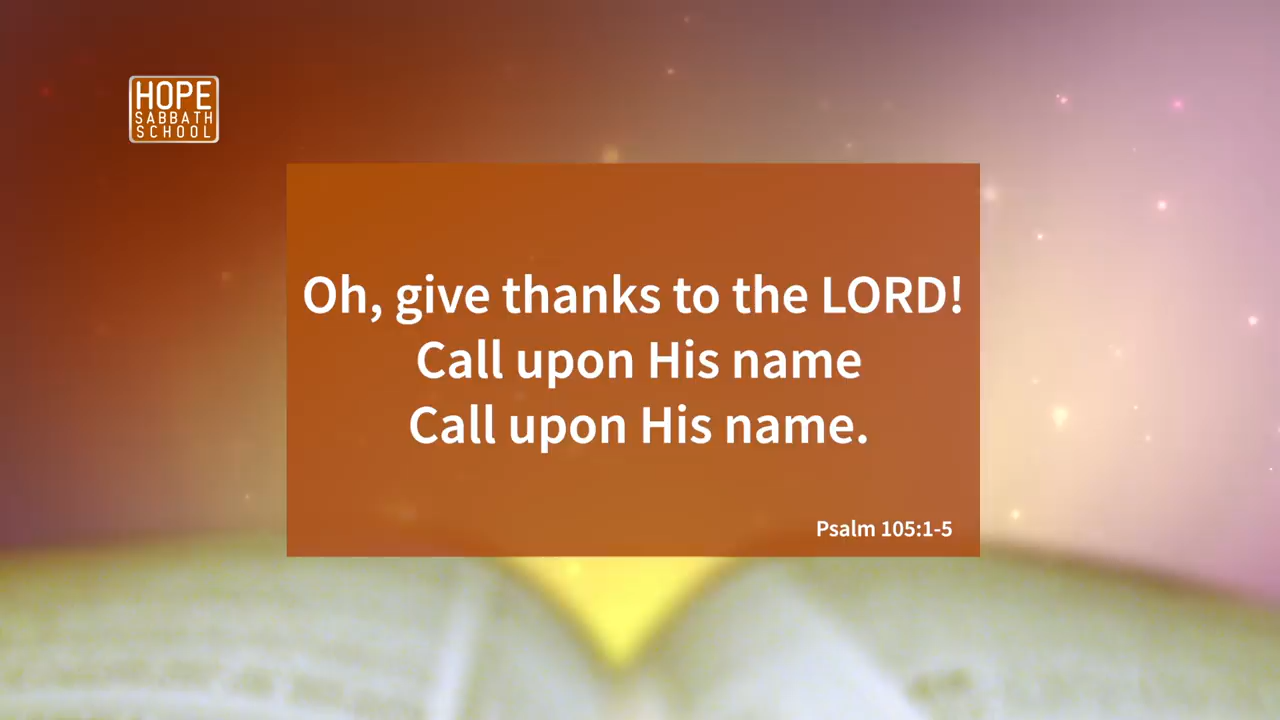 HOPE
SABBATH
SCHOOL
Oh, give thanks to the LORD!
Call upon His name
Call upon His name.
Psalm 105:1-5